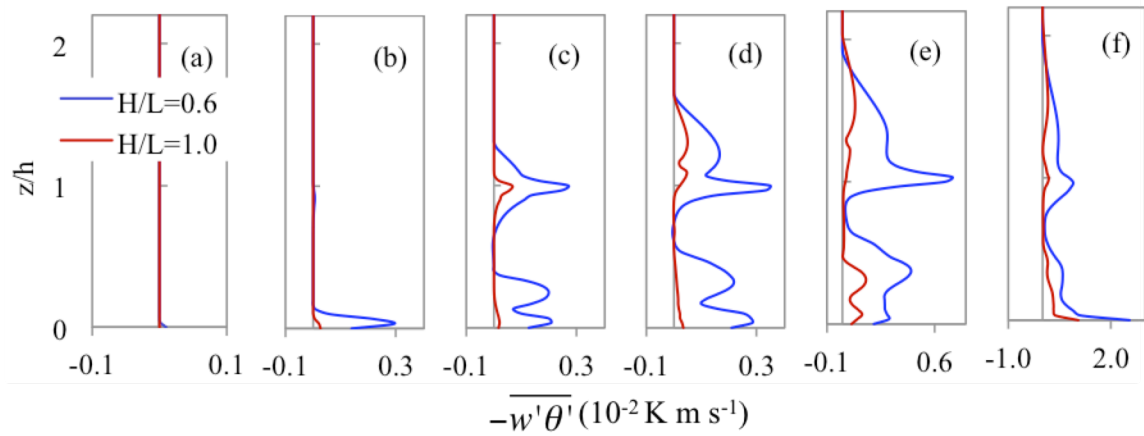 (a) (b) (c) (d) (e) (f)
2
H/L=0.6
H/L=1.0
z/h
1
0
-0.1 0.1 -0.1 0.3 -0.1 0.3 -0.1 0.3 -0.1 0.6 -1.0 2.0
−w'θ' (10⁻² K m s⁻¹)